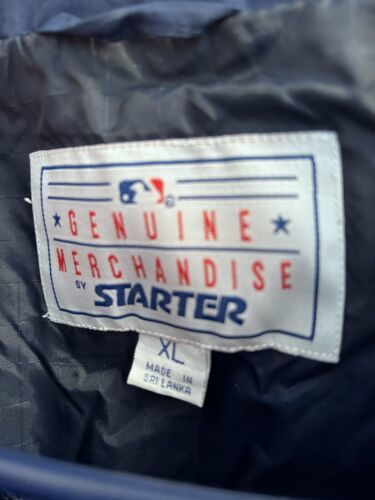 GENUINE
MERCHANDISE
BY STARTER
XL
MADE IN
SRI LANKA